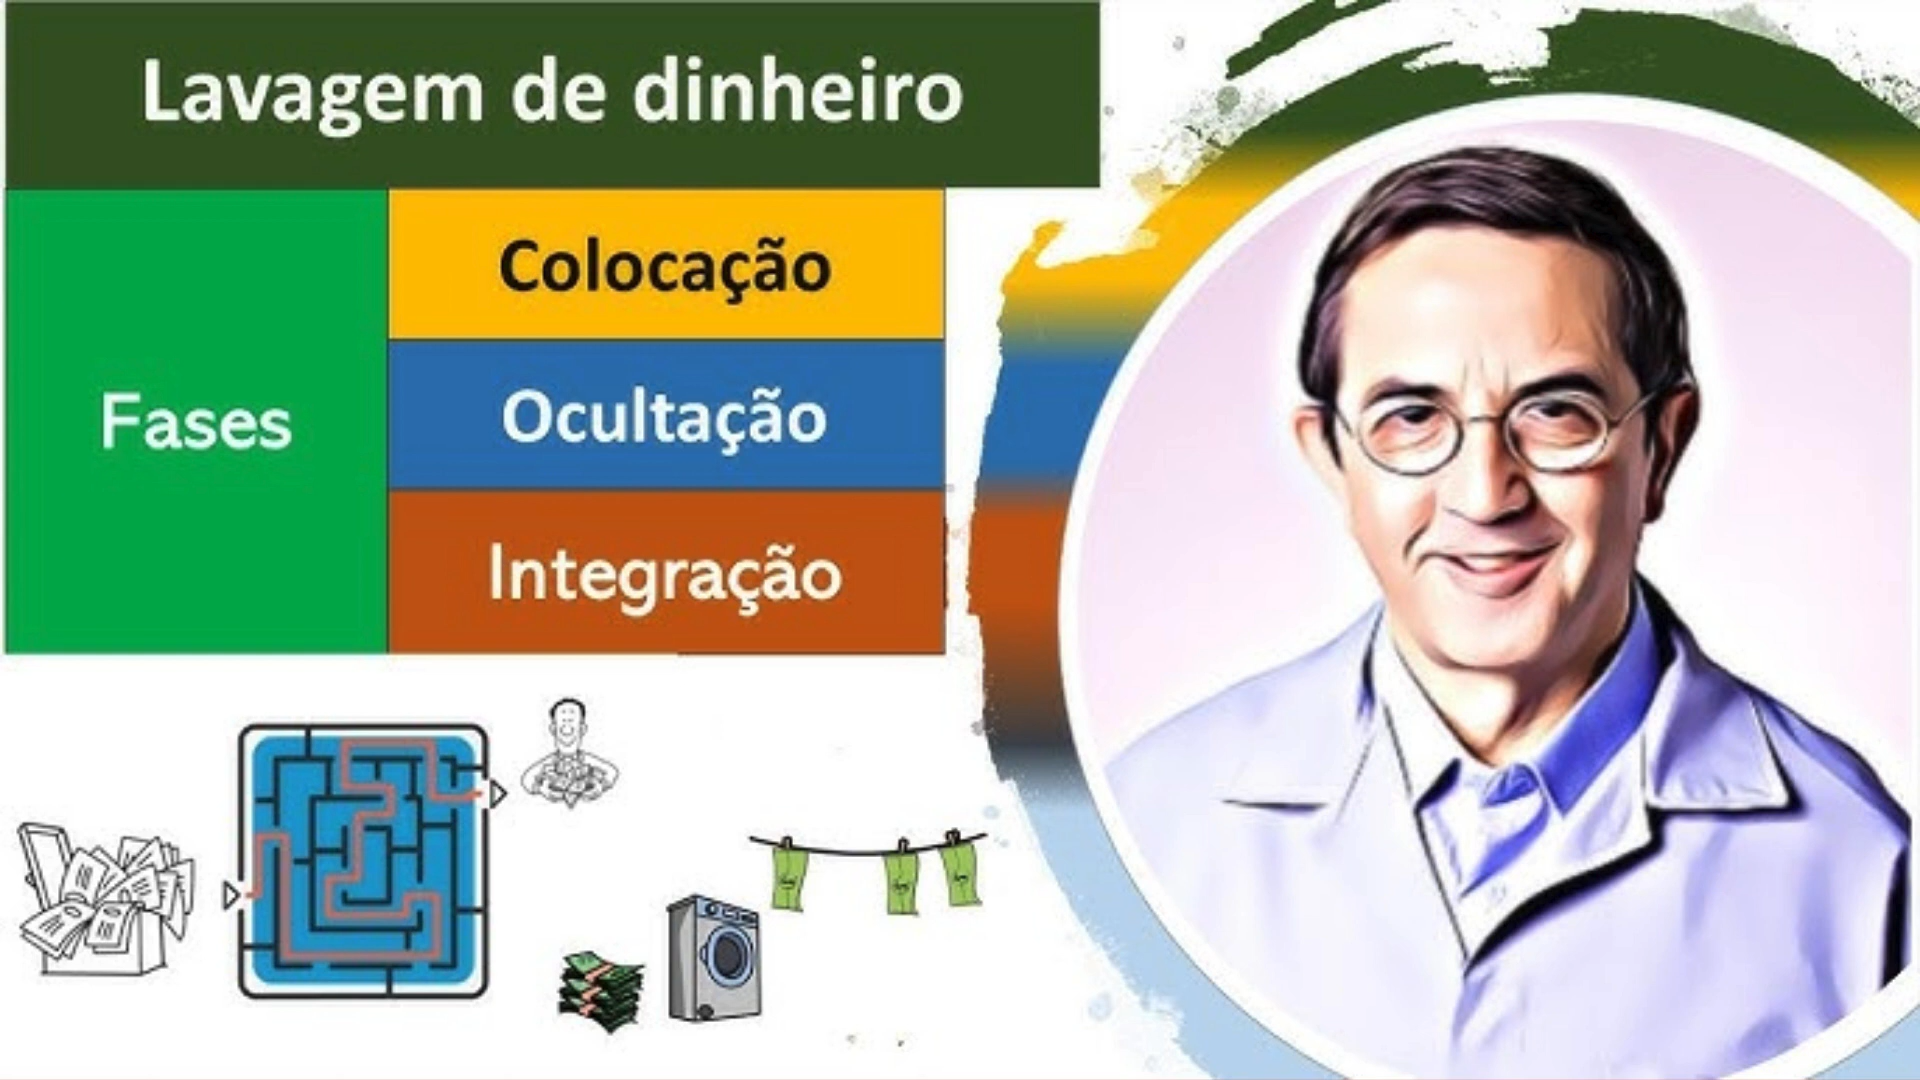 Lavagem de dinheiro
Fases
Colocação
Ocultação
Integração